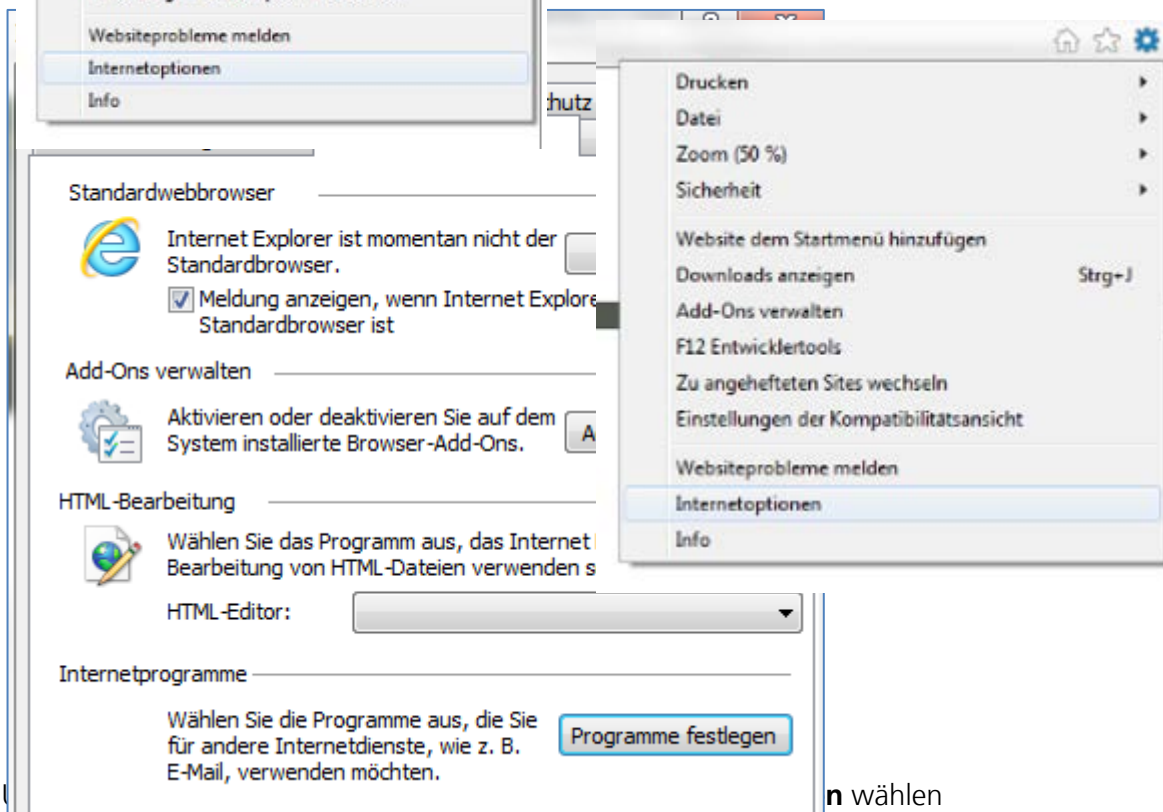 Websiteprobleme melden
Internetoptionen
Info
hutz
Drucken
Datei
Zoom (50 %)
Sicherheit
Website dem Startmenü hinzufügen
Downloads anzeigen Strg+J
Add-Ons verwalten
F12 Entwicklertools
Zu angehefteten Sites wechseln
Einstellungen der Kompatibilitätsansicht
Websiteprobleme melden
Internetoptionen
Info
Standardwebbrowser
Internet Explorer ist momentan nicht der
Standardbrowser.
Meldung anzeigen, wenn Internet Explore
Standardbrowser ist
Add-Ons verwalten
Aktivieren oder deaktivieren Sie auf dem
System installierte Browser-Add-Ons.
A
HTML-Bearbeitung
Wählen Sie das Programm aus, das Internet
Bearbeitung von HTML-Dateien verwenden s
HTML-Editor:
Internetprogramme
Wählen Sie die Programme aus, die Sie
für andere Internetdienste, wie z. B.
E-Mail, verwenden möchten.
Programme festlegen
n wählen